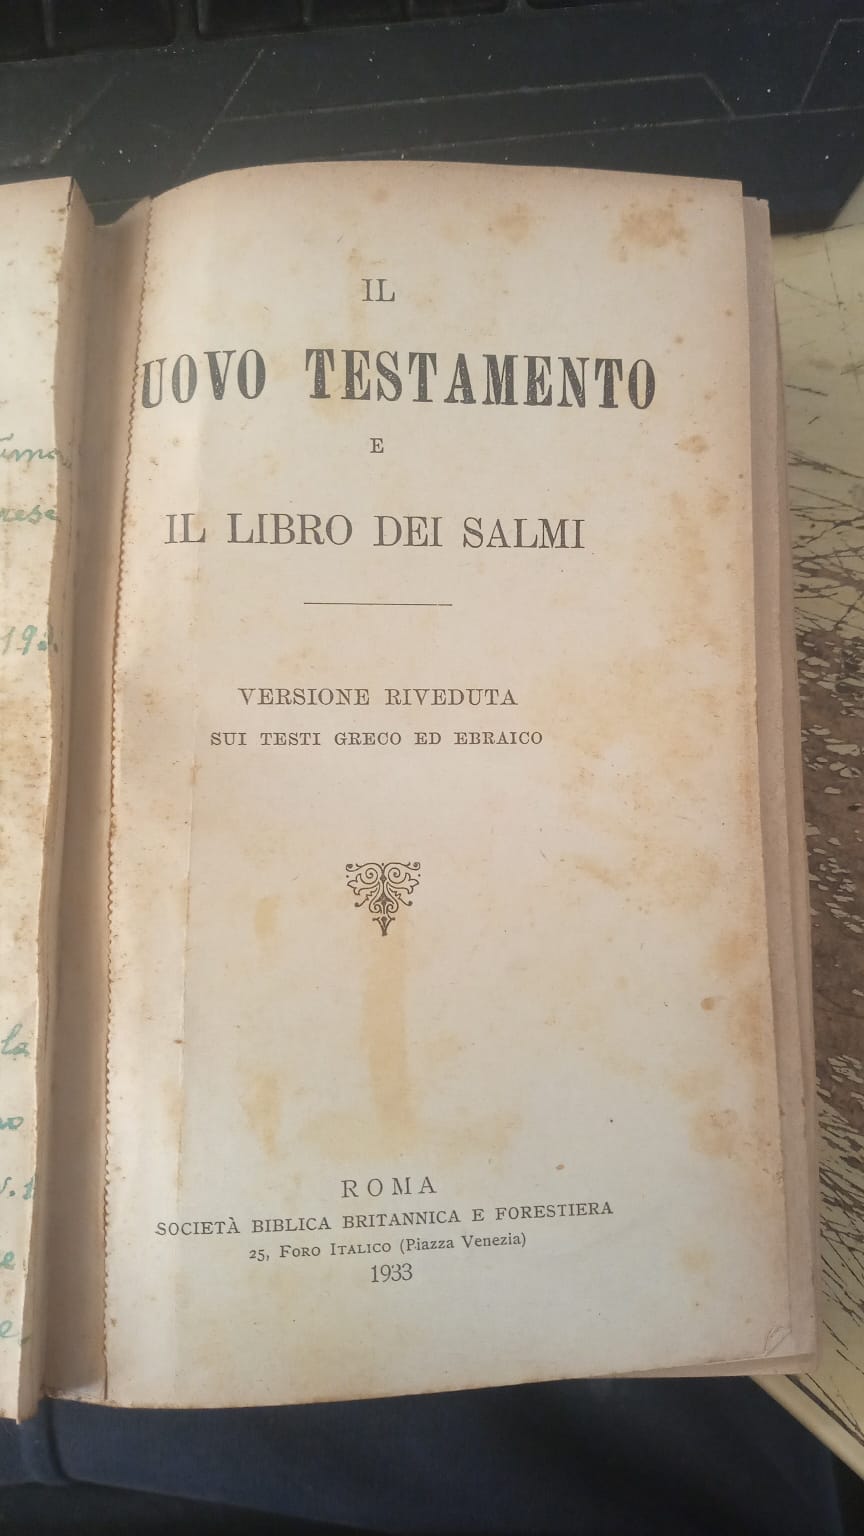 IL
UOVO TESTAMENTO
E
IL LIBRO DEI SALMI
VERSIONE RIVEDUTA
SUI TESTI GRECO ED EBRAICO
ROMA
SOCIETÀ BIBLICA BRITANNICA E FORESTIERA
25, FORO ITALICO (Piazza Venezia)
1933
la